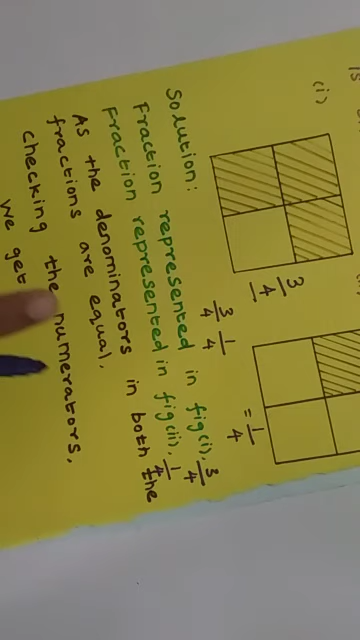 (i)
3/4
= 1/4
3/4 1/4
Solution:
Fraction represented in fig(i), 3/4
Fraction represented in fig(ii), 1/4
As the denominators in both the
fractions are equal,
Checking the numerators,
We get